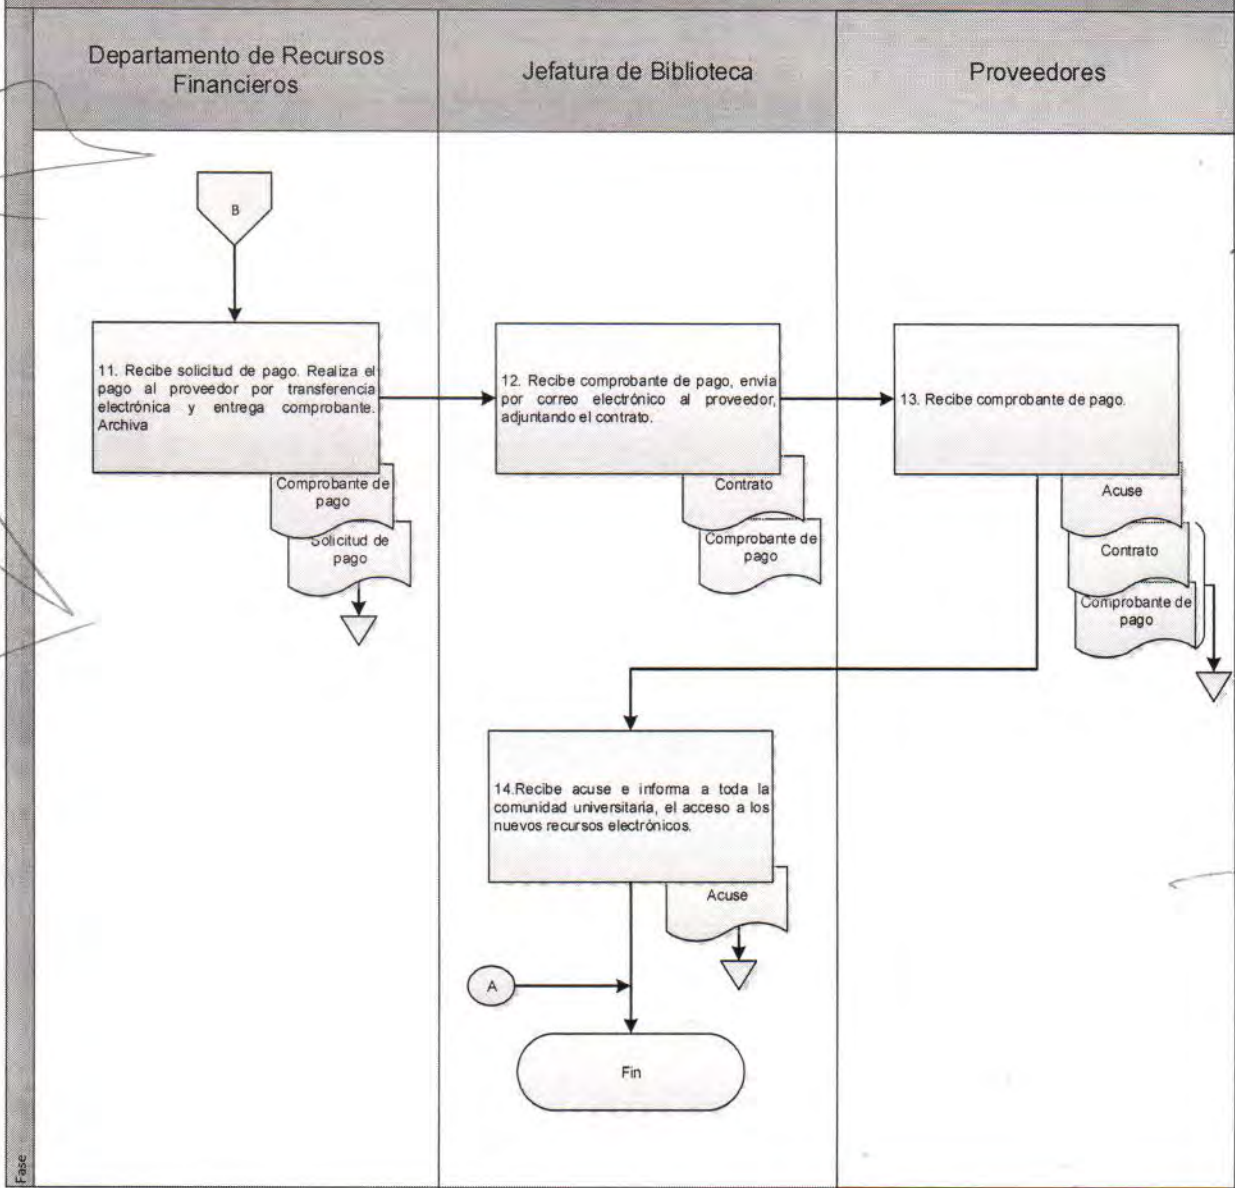 Departamento de Recursos
Financieros
Jefatura de Biblioteca
Proveedores
B
11. Recibe solicitud de pago. Realiza el
pago al proveedor por transferencia
electrónica y entrega comprobante.
Archiva
Comprobante de
pago
Solicitud de
pago
12. Recibe comprobante de pago, envía
por correo electrónico al proveedor,
adjuntando el contrato.
Contrato
Comprobante de
pago
13. Recibe comprobante de pago.
Acuse
Contrato
Comprobante de
pago
14.Recibe acuse e informa a toda la
comunidad universitaria, el acceso a los
nuevos recursos electrónicos.
Acuse
A
Fin
Fase